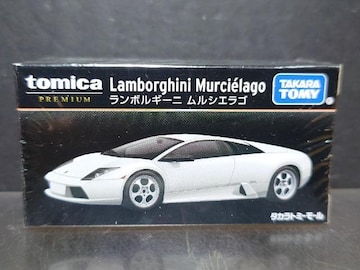 tomica
PREMIUM
Lamborghini Murciélago
ランボルギーニ ムルシエラゴ
TAKARA
TOMY
タカラトミーモール